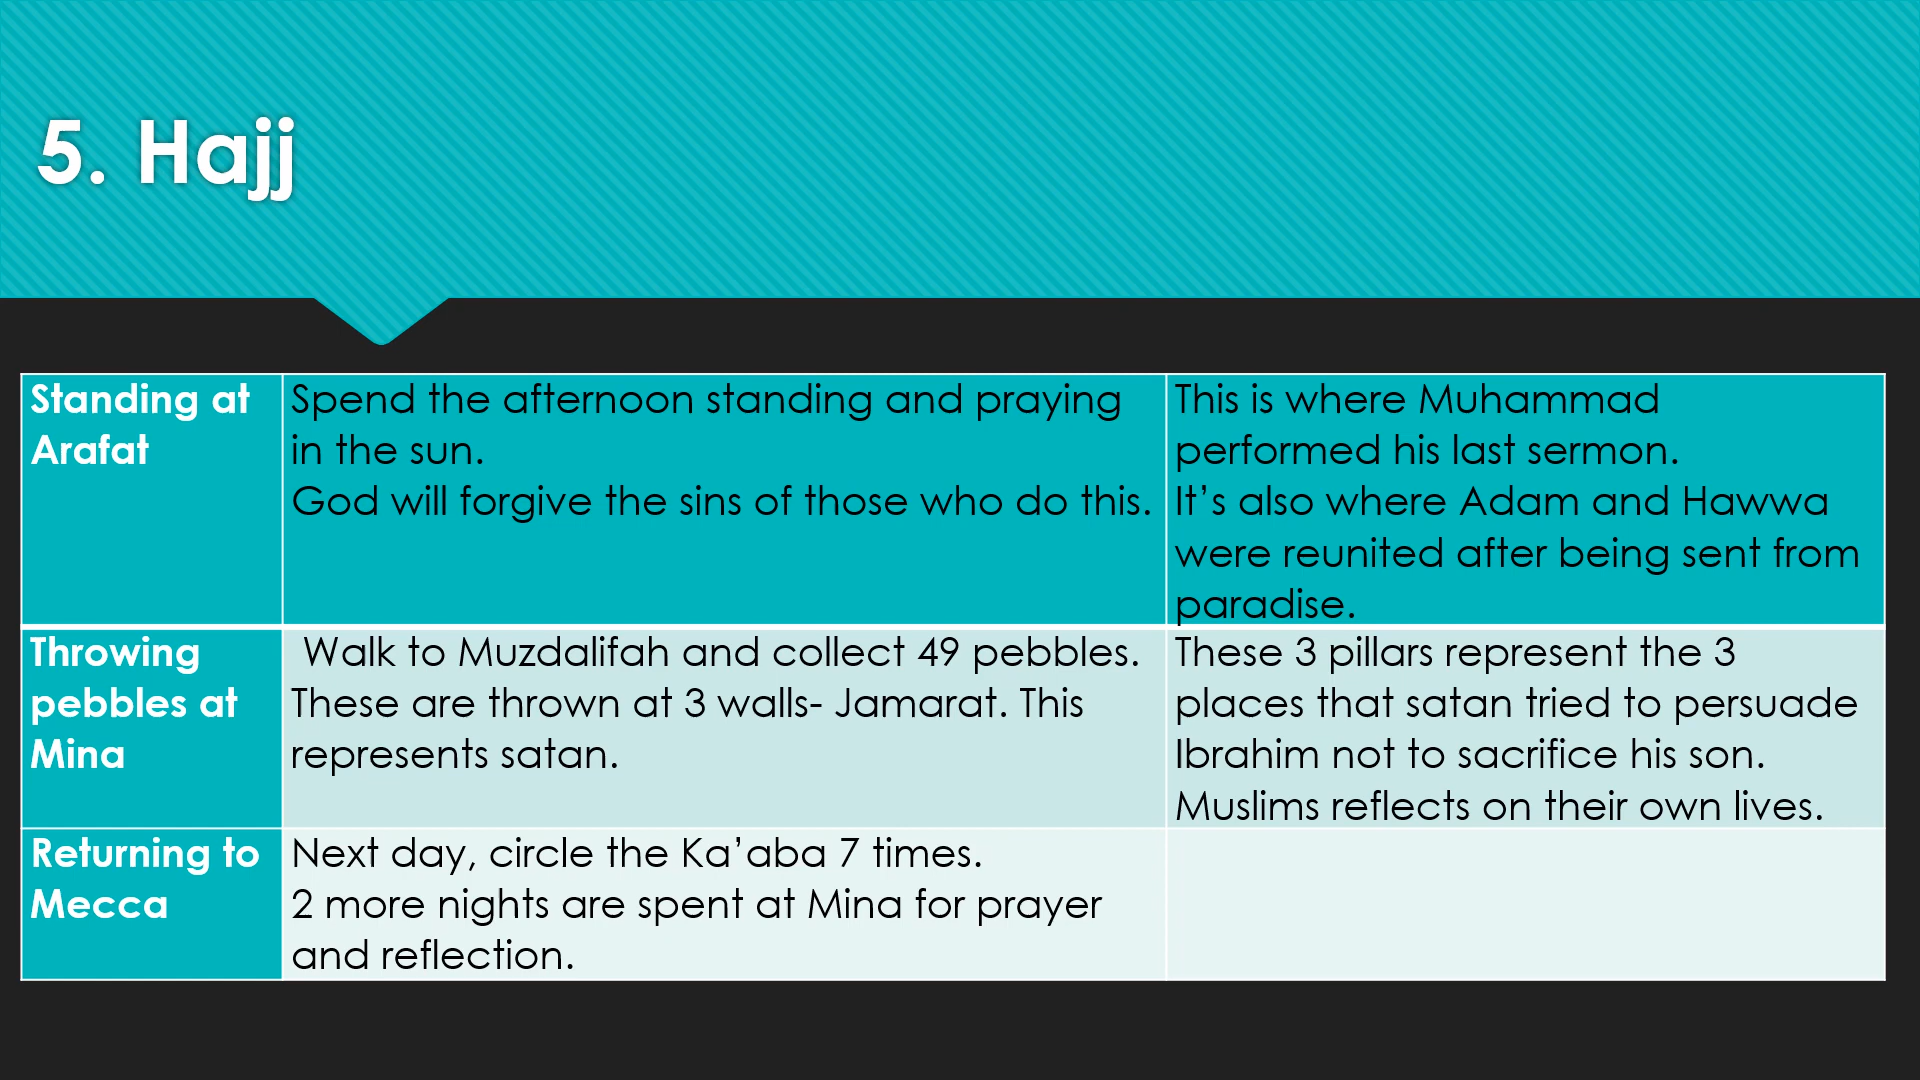 5. Hajj
Standing at
Arafat
Spend the afternoon standing and praying
in the sun.
God will forgive the sins of those who do this.
This is where Muhammad
performed his last sermon.
It’s also where Adam and Hawwa
were reunited after being sent from
paradise.
Throwing
pebbles at
Mina
Walk to Muzdalifah and collect 49 pebbles.
These are thrown at 3 walls- Jamarat. This
represents satan.
These 3 pillars represent the 3
places that satan tried to persuade
Ibrahim not to sacrifice his son.
Muslims reflects on their own lives.
Returning to
Mecca
Next day, circle the Ka’aba 7 times.
2 more nights are spent at Mina for prayer
and reflection.